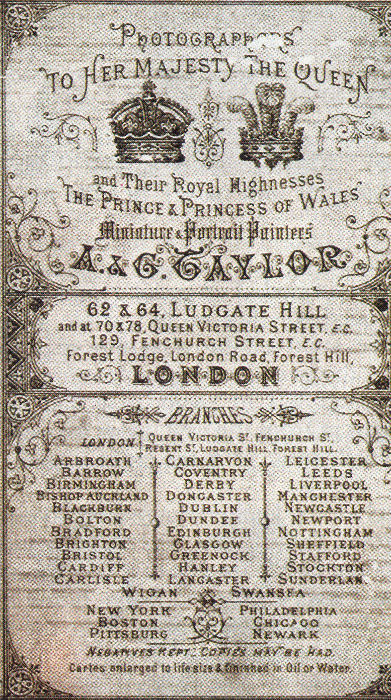 PHOTOGRAPHERS
TO HER MAJESTY THE QUEEN
and Their Royal Highnesses
THE PRINCE & PRINCESS OF WALES
Miniature & Portrait Painters
A. & G. TAYLOR
62 & 64, LUDGATE HILL
and at 70 & 78, QUEEN VICTORIA STREET, E.C.
129, FENCHURCH STREET, E.C.
Forest Lodge, London Road, Forest Hill,
LONDON
BRANCHES
LONDON QUEEN VICTORIA ST, FENCHURCH ST,
REGENT ST, LUDGATE HILL, FOREST HILL.
ARBROATH CARNARVON LEICESTER
BARROW COVENTRY LEEDS
BIRMINGHAM DERBY LIVERPOOL
BISHOP AUCKLAND DONCASTER MANCHESTER
BLACKBURN DUBLIN NEWCASTLE
BOLTON DUNDEE NEWPORT
BRADFORD EDINBURGH NOTTINGHAM
BRIGHTON GLASGOW SHEFFIELD
BRISTOL GREENOCK STAFFORD
CARDIFF HANLEY STOCKTON
CARLISLE LANCASTER SUNDERLAN
WIGAN SWANSEA
NEW YORK PHILADELPHIA
BOSTON CHICAGO
PITTSBURG NEWARK
NEGATIVES KEPT. COPIES MAY BE HAD.
Cartes enlarged to life size & finished in Oil or Water.